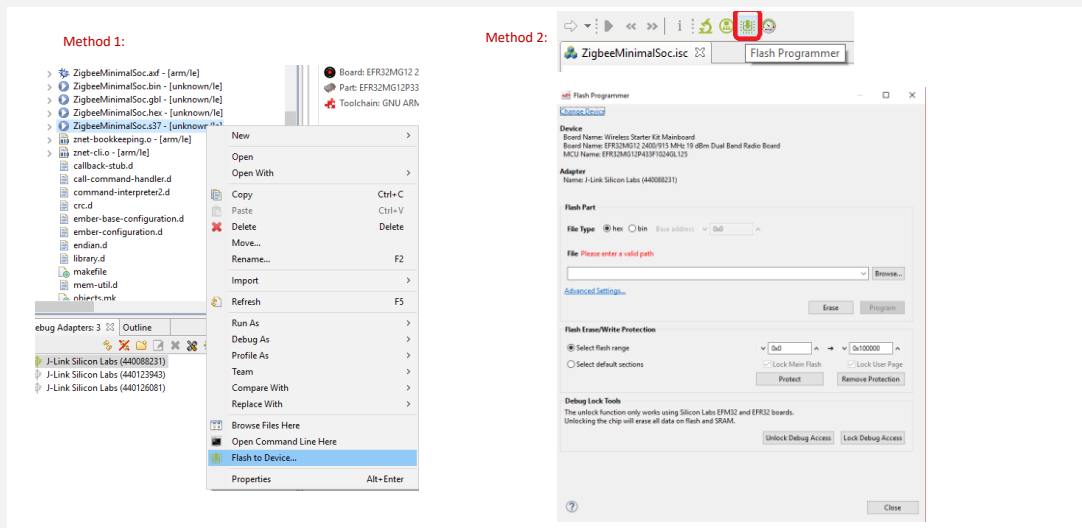 Method 1:
ZigbeeMinimalSoc.axf - [arm/le]
ZigbeeMinimalSoc.bin - [unknown/le]
ZigbeeMinimalSoc.gbl - [unknown/le]
ZigbeeMinimalSoc.hex - [unknown/le]
ZigbeeMinimalSoc.s37 - [unknown/le]
znet-bookkeeping.o - [arm/le]
znet-cli.o - [arm/le]
callback-stub.d
call-command-handler.d
command-interpreter2.d
crc.d
ember-base-configuration.d
ember-configuration.d
endian.d
library.d
makefile
mem-util.d
objects.mk
Board: EFR32MG12 2
Part: EFR32MG12P33
Toolchain: GNU ARM
New
Open
Open With
Copy Ctrl+C
Paste Ctrl+V
Delete Delete
Move...
Rename... F2
Import
Refresh F5
Run As
Debug As
Profile As
Team
Compare With
Replace With
Browse Files Here
Open Command Line Here
Flash to Device...
Properties Alt+Enter
ebug Adapters: 3 Outline
J-Link Silicon Labs (440088231)
J-Link Silicon Labs (440123943)
J-Link Silicon Labs (440126081)
Method 2:
ZigbeeMinimalSoc.isc
Flash Programmer
Flash Programmer
Change Device
Device
Board Name: Wireless Starter Kit Mainboard
Board Name: EFR32MG12 2400/915 MHz 19 dBm Dual Band Radio Board
MCU Name: EFR32MG12P433F1024GL125
Adapter
Name: J-Link Silicon Labs (440088231)
Flash Part
File Type hex bin Base address 0x0
File Please enter a valid path
Browse...
Advanced Settings...
Erase Program
Flash Erase/Write Protection
Select flash range 0x0 0x100000
Select default sections Lock Main Flash Lock User Page
Protect Remove Protection
Debug Lock Tools
The unlock function only works using Silicon Labs EFM32 and EFR32 boards.
Unlocking the chip will erase all data on flash and SRAM.
Unlock Debug Access Lock Debug Access
Close